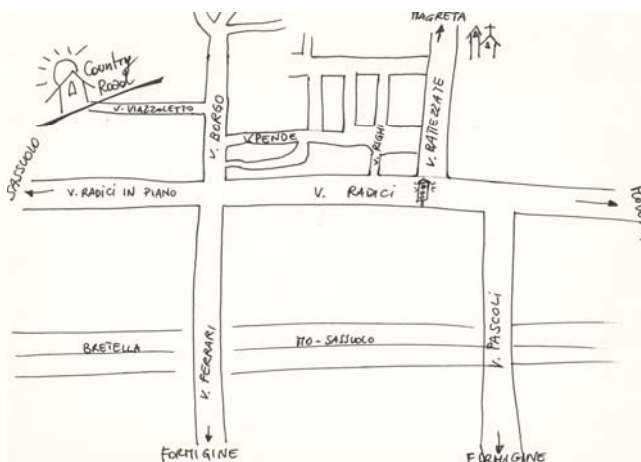 MAGRETA
Country
Road
V. VIAZZOLETTO
V. BORGO
V. PENDE
V. RIGHI
V. BATTEZZATE
SASSUOLO
V. RADICI IN PIANO
V. RADICI
BRETELLA
MO-SASSUOLO
V. FERRARI
V. PASCOLI
FORMIGINE
FORMIGINE